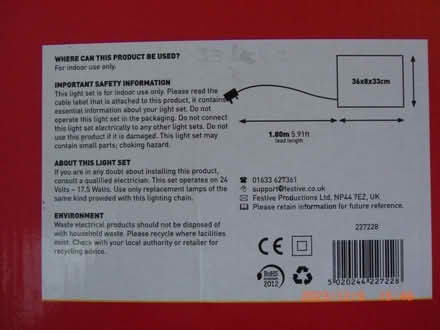 WHERE CAN THIS PRODUCT BE USED?
For indoor use only.
IMPORTANT SAFETY INFORMATION
This light set is for indoor use only. Please read the
cable label that is attached to this product, it contains
essential information about your light set. Do not
operate this light set in the packaging. Do not connect
this light set electrically to any other light sets. Do not
use this product if it is damaged. This light set may
contain small parts; choking hazard.
ABOUT THIS LIGHT SET
If you are in any doubt about installing this product,
consult a qualified electrician. This set operates on 24
Volts - 17.5 Watts. Use only replacement lamps of the
same kind provided with this lighting chain.
ENVIRONMENT
Waste electrical products should not be disposed of
with household waste. Please recycle where facilities
exist. Check with your local authority or retailer for
recycling advice.
36x8x33cm
1.80m 5.91ft
lead length
01633 627361
support@festive.co.uk
Festive Productions Ltd, NP44 7EZ, UK
Please retain information for future reference.
227228
CE
RoHS
2012
5 020244 227228